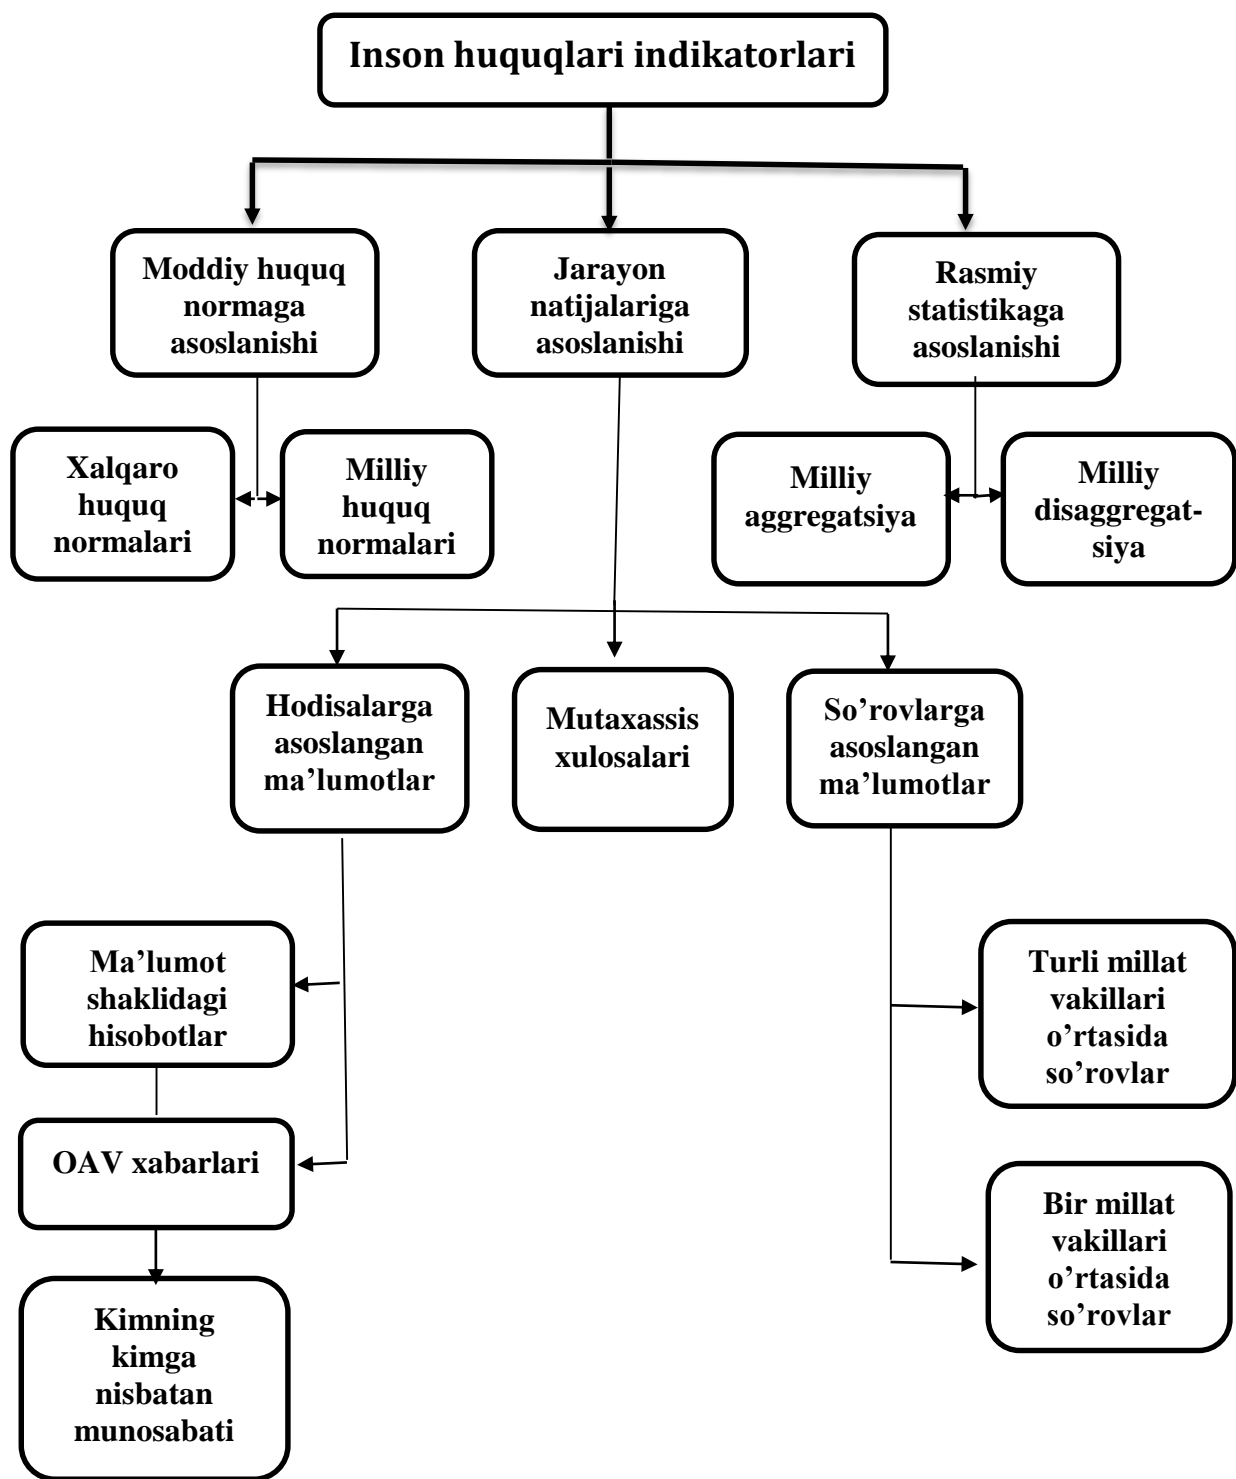 Inson huquqlari indikatorlari
Moddiy huquq
normaga
asoslanishi
Jarayon
natijalariga
asoslanishi
Rasmiy
statistikaga
asoslanishi
Xalqaro
huquq
normalari
Milliy
huquq
normalari
Milliy
aggregatsiya
Milliy
disaggregat-
siya
Hodisalarga
asoslangan
ma’lumotlar
Mutaxassis
xulosalari
So’rovlarga
asoslangan
ma’lumotlar
Ma’lumot
shaklidagi
hisobotlar
OAV xabarlari
Kimning
kimga
nisbatan
munosabati
Turli millat
vakillari
o’rtasida
so’rovlar
Bir millat
vakillari
o’rtasida
so’rovlar